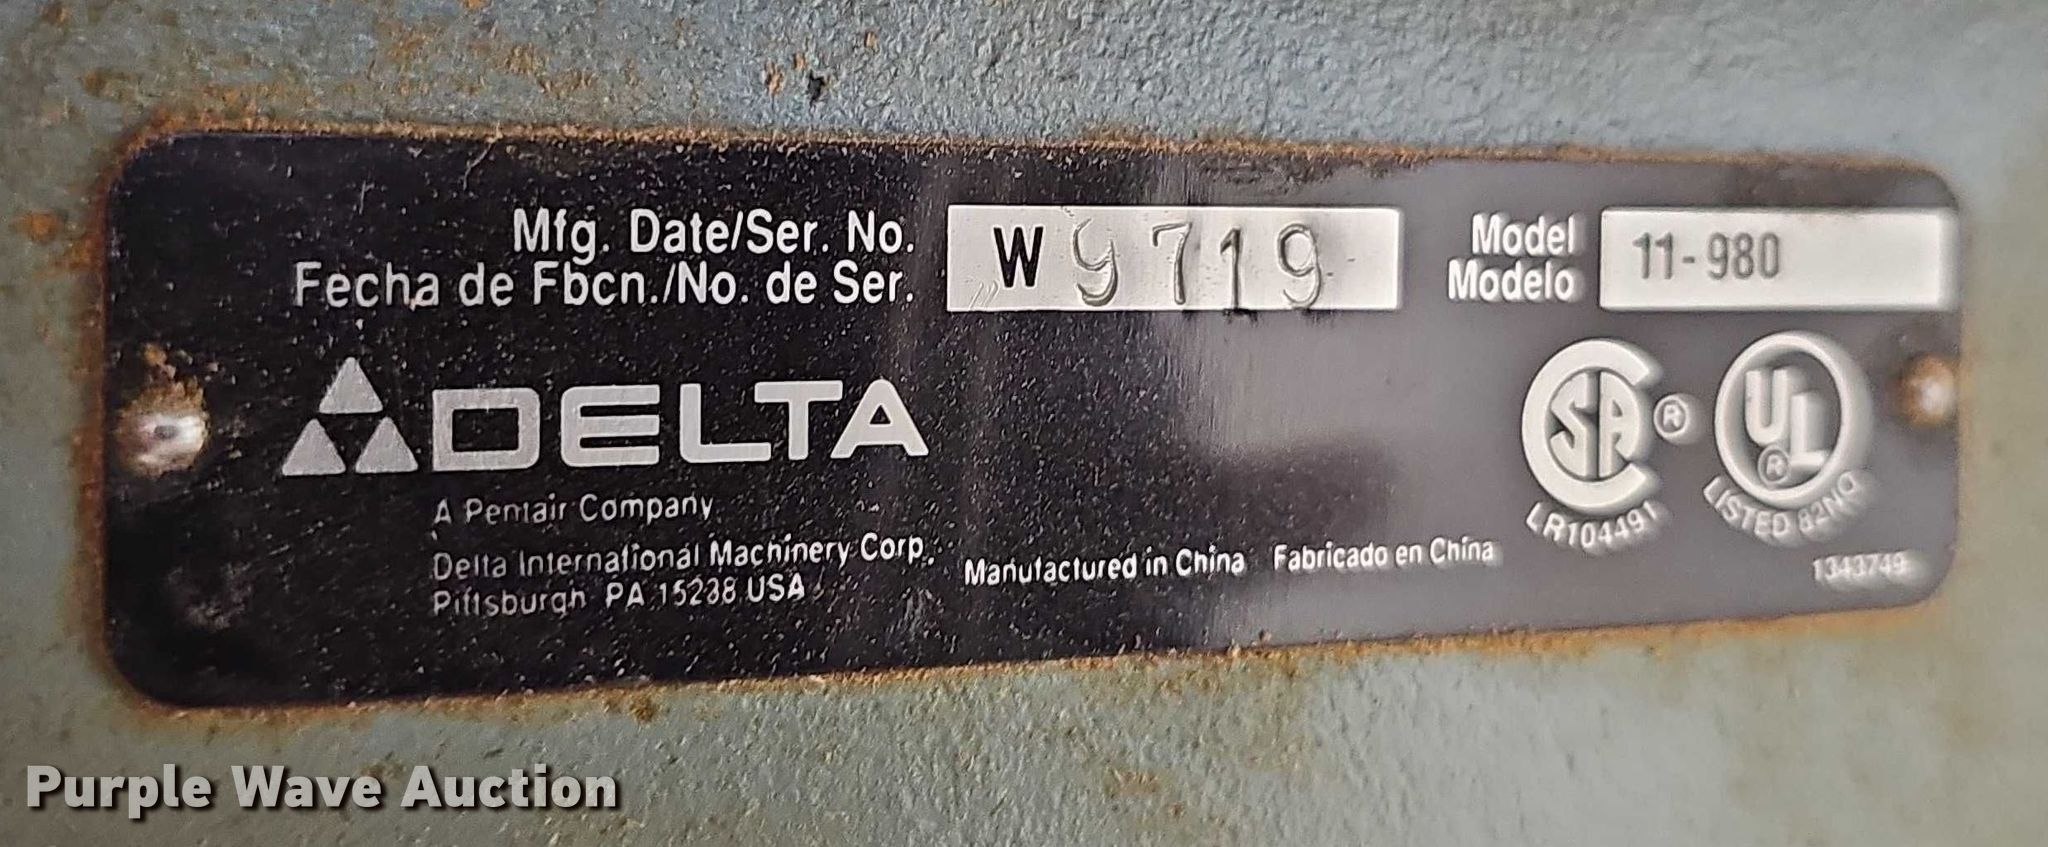 Mfg. Date/Ser. No. W 9719 Model 11-980
Fecha de Fbcn./No. de Ser. Modelo
DELTA
SA ® UL ®
A Pentair Company
LR104491 LISTED 82NO
Delta International Machinery Corp. Manufactured in China Fabricado en China
Pittsburgh PA 15238 USA
1343749
Purple Wave Auction